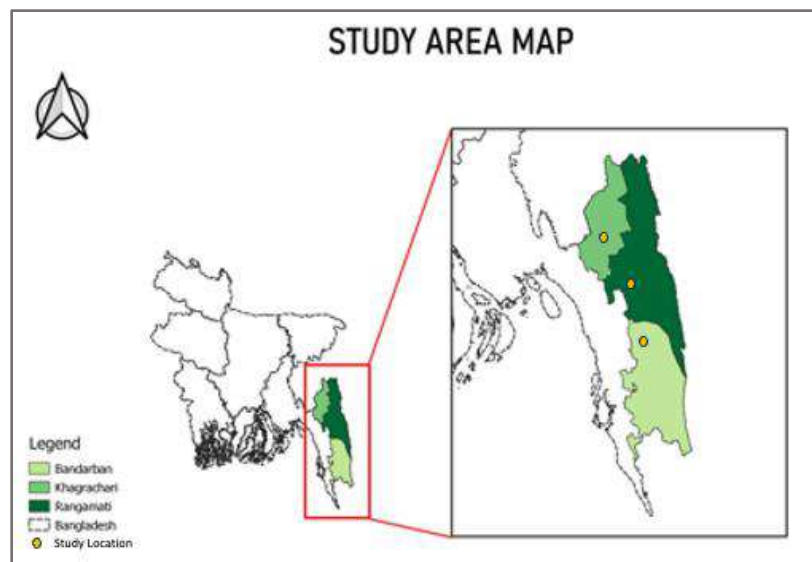 STUDY AREA MAP
Legend
Bandarban
Khagrachari
Rangamati
Bangladesh
Study Location